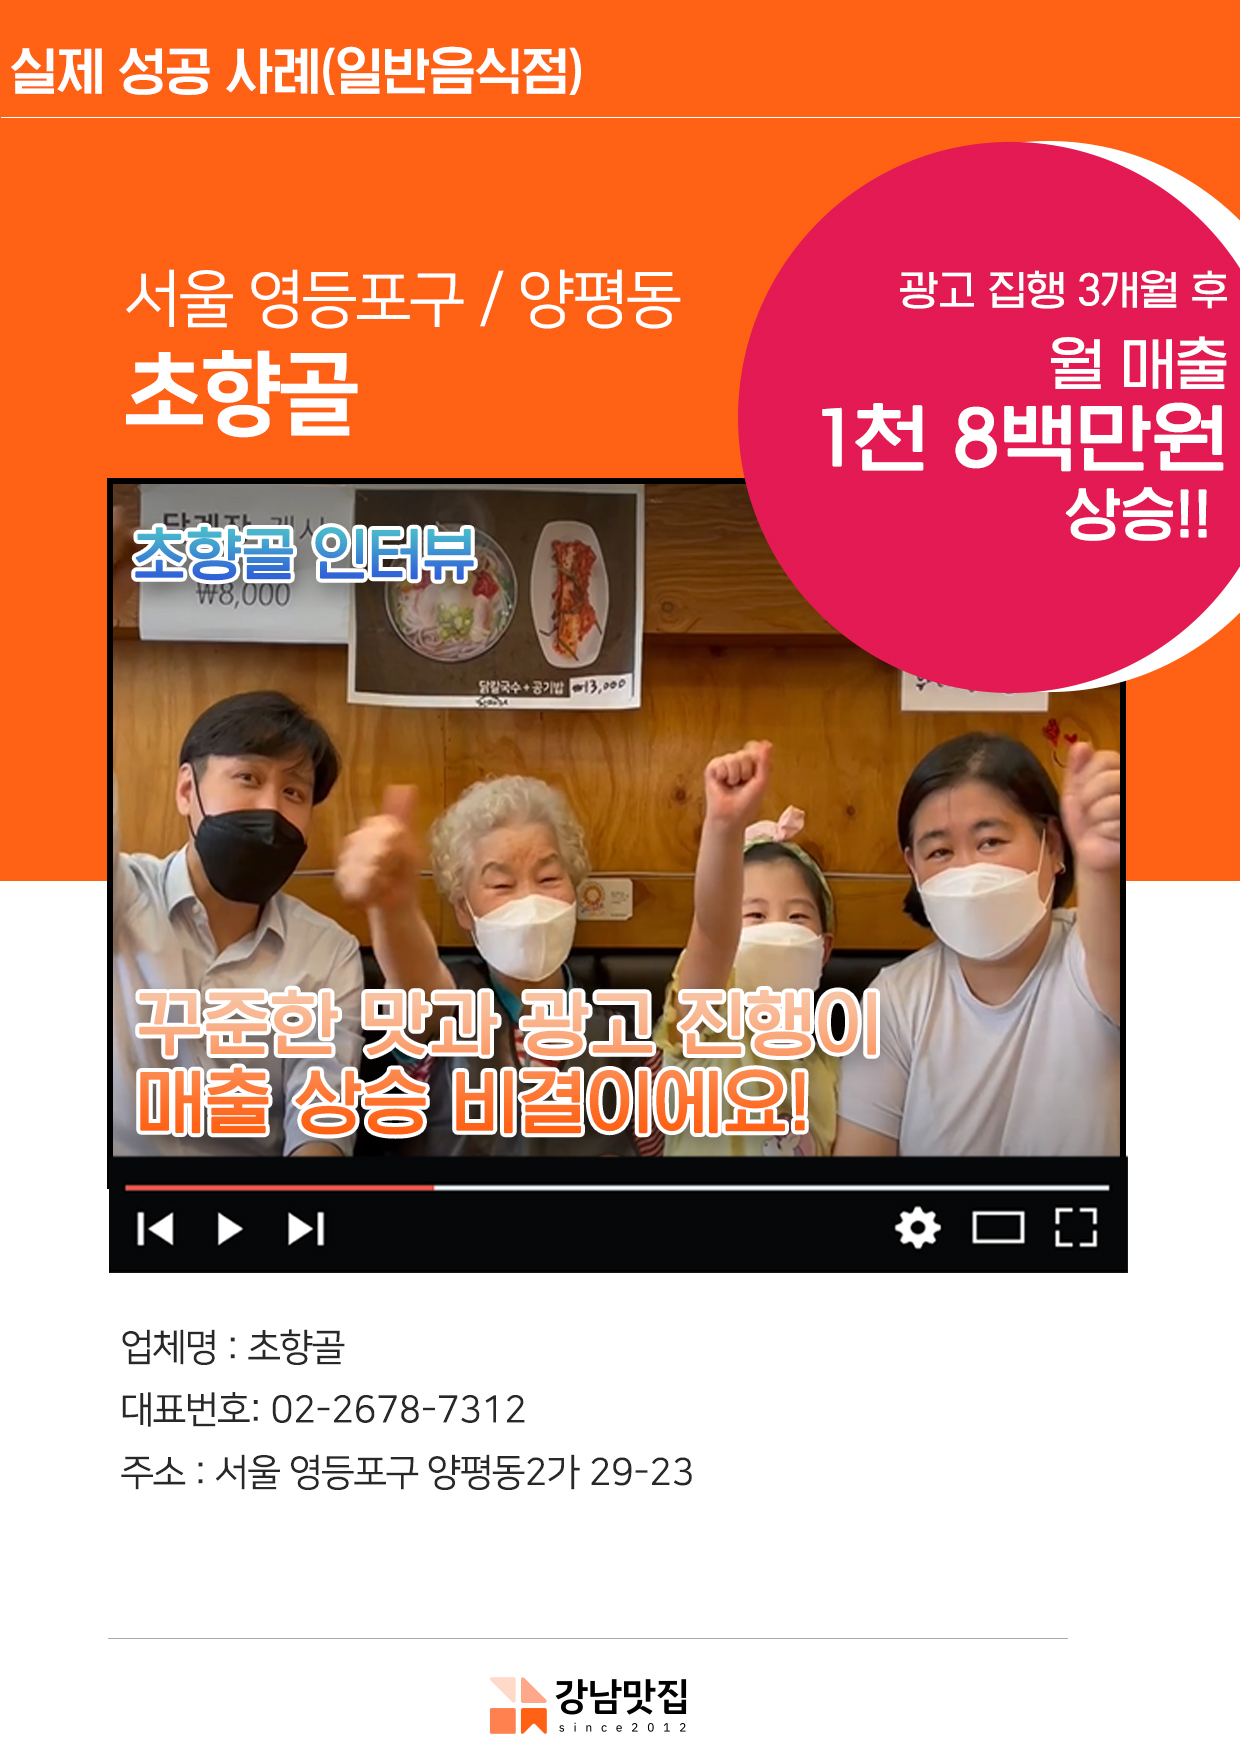 실제 성공 사례(일반음식점)
광고 집행 3개월 후
월 매출
1천 8백만원
상승!!
서울 영등포구 / 양평동
초향골
초향골 인터뷰
₩8,000
닭칼국수 + 공기밥 ₩13,000
꾸준한 맛과 광고 진행이
매출 상승 비결이에요!
업체명 : 초향골
대표번호: 02-2678-7312
주소 : 서울 영등포구 양평동2가 29-23
강남맛집
since2012